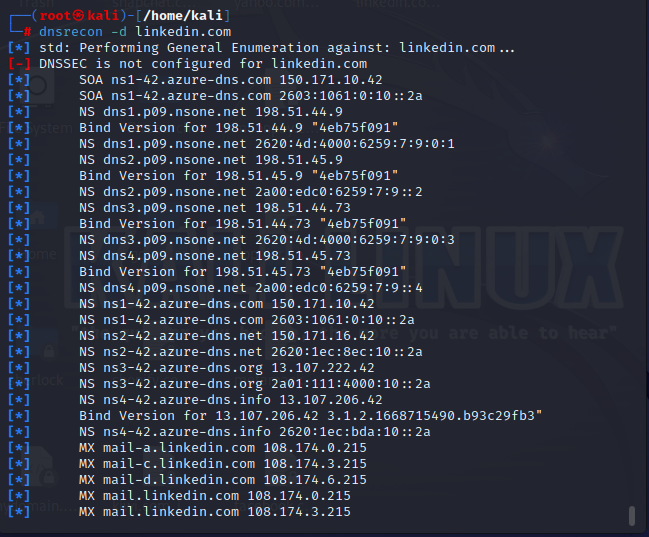 Trash snapchat.c... yahoo.com... linkedin.co...
┌──(root㉿kali)-[/home/kali]
└─# dnsrecon -d linkedin.com
[*] std: Performing General Enumeration against: linkedin.com...
[-] DNSSEC is not configured for linkedin.com
[*] SOA ns1-42.azure-dns.com 150.171.10.42
[*] SOA ns1-42.azure-dns.com 2603:1061:0:10::2a
[*] NS dns1.p09.nsone.net 198.51.44.9
[*] Bind Version for 198.51.44.9 "4eb75f091"
[*] NS dns1.p09.nsone.net 2620:4d:4000:6259:7:9:0:1
[*] NS dns2.p09.nsone.net 198.51.45.9
[*] Bind Version for 198.51.45.9 "4eb75f091"
[*] NS dns2.p09.nsone.net 2a00:edc0:6259:7:9::2
[*] NS dns3.p09.nsone.net 198.51.44.73
[*] Bind Version for 198.51.44.73 "4eb75f091"
[*] NS dns3.p09.nsone.net 2620:4d:4000:6259:7:9:0:3
[*] NS dns4.p09.nsone.net 198.51.45.73
[*] Bind Version for 198.51.45.73 "4eb75f091"
[*] NS dns4.p09.nsone.net 2a00:edc0:6259:7:9::4
[*] NS ns1-42.azure-dns.com 150.171.10.42
[*] NS ns1-42.azure-dns.com 2603:1061:0:10::2a
[*] NS ns2-42.azure-dns.net 150.171.16.42
[*] NS ns2-42.azure-dns.net 2620:1ec:8ec:10::2a
[*] NS ns3-42.azure-dns.org 13.107.222.42
[*] NS ns3-42.azure-dns.org 2a01:111:4000:10::2a
[*] NS ns4-42.azure-dns.info 13.107.206.42
[*] Bind Version for 13.107.206.42 3.1.2.1668715490.b93c29fb3"
[*] NS ns4-42.azure-dns.info 2620:1ec:bda:10::2a
[*] MX mail-a.linkedin.com 108.174.0.215
[*] MX mail-c.linkedin.com 108.174.3.215
[*] MX mail-d.linkedin.com 108.174.6.215
[*] MX mail.linkedin.com 108.174.0.215
[*] MX mail.linkedin.com 108.174.3.215